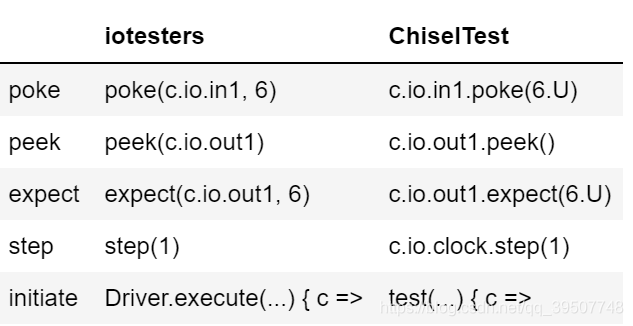 iotesters ChiselTest
poke poke(c.io.in1, 6) c.io.in1.poke(6.U)
peek peek(c.io.out1) c.io.out1.peek()
expect expect(c.io.out1, 6) c.io.out1.expect(6.U)
step step(1) c.io.clock.step(1)
initiate Driver.execute(...) { c => test(...) { c =>
https://blog.csdn.net/qq_39507748